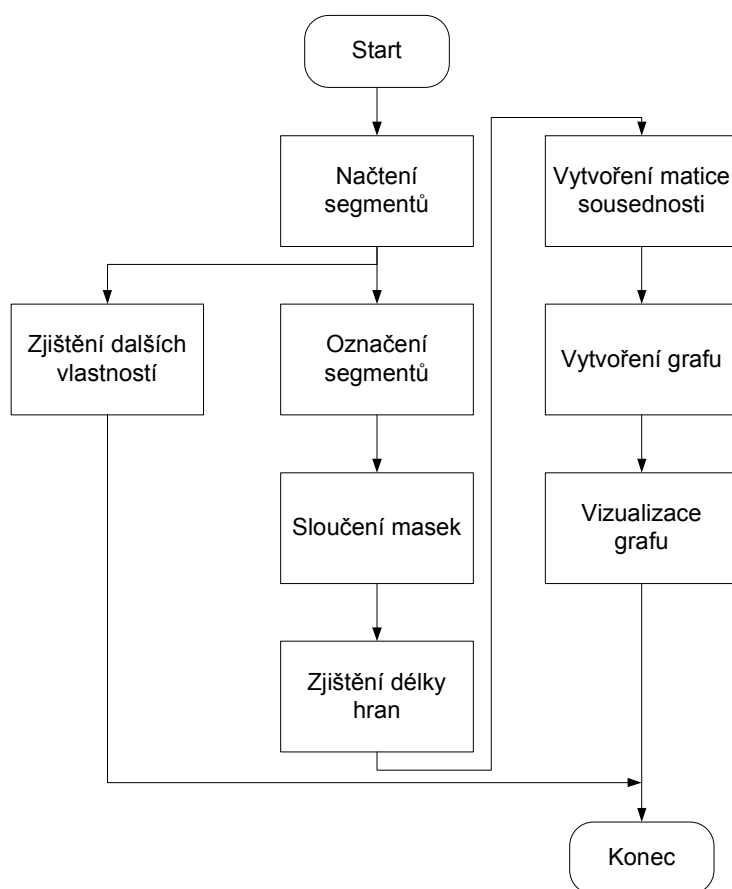 Start
Načtení
segmentů
Zjištění dalších
vlastností
Označení
segmentů
Sloučení masek
Zjištění délky
hran
Vytvoření matice
sousednosti
Vytvoření grafu
Vizualizace
grafu
Konec